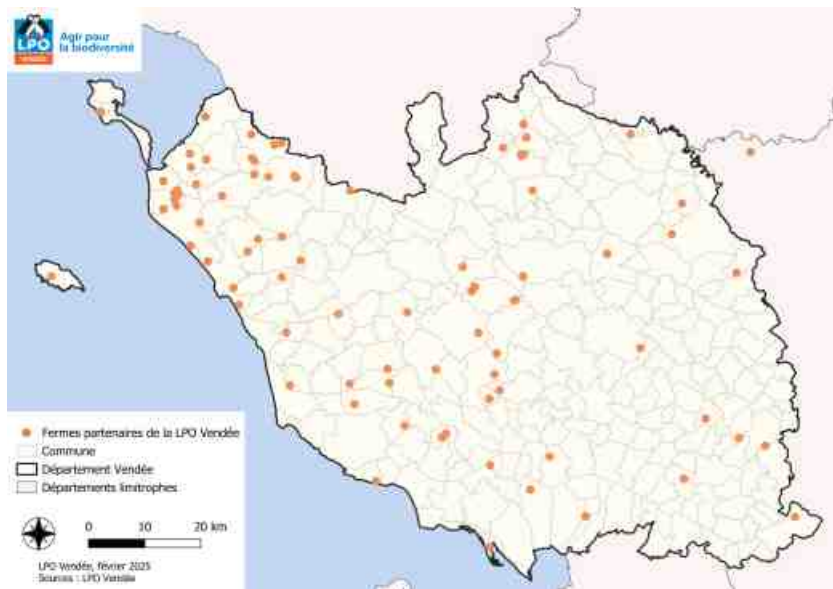 LPO
VENDÉE
Agir pour
la biodiversité
Fermes partenaires de la LPO Vendée
Commune
Département Vendée
Départements limitrophes
0 10 20 km
LPO Vendée, février 2025
Sources : LPO Vendée